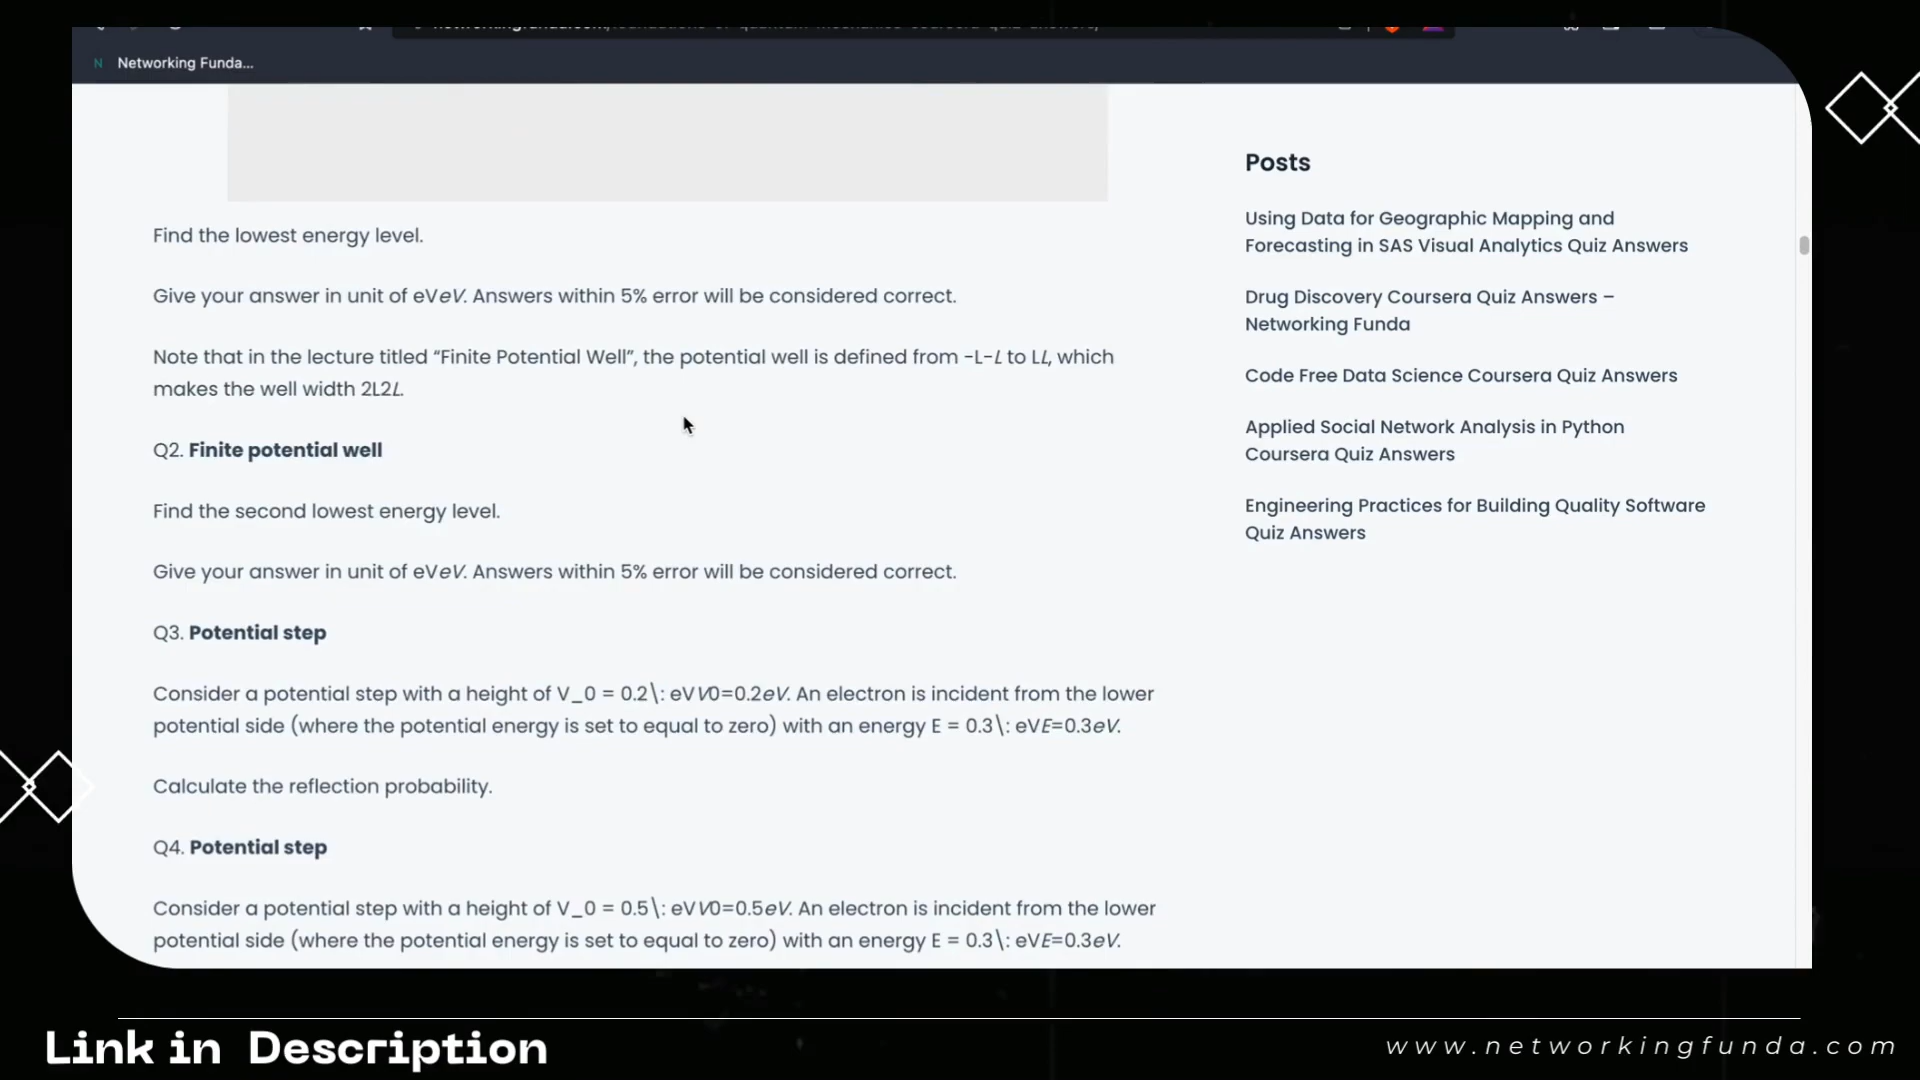 Networking Funda...
Find the lowest energy level.
Give your answer in unit of eVeV. Answers within 5% error will be considered correct.
Note that in the lecture titled “Finite Potential Well”, the potential well is defined from -L-L to LL, which
makes the well width 2L2L.
Q2. Finite potential well
Find the second lowest energy level.
Give your answer in unit of eVeV. Answers within 5% error will be considered correct.
Q3. Potential step
Consider a potential step with a height of V_0 = 0.2\: eVV0=0.2eV. An electron is incident from the lower
potential side (where the potential energy is set to equal to zero) with an energy E = 0.3\: eVE=0.3eV.
Calculate the reflection probability.
Q4. Potential step
Consider a potential step with a height of V_0 = 0.5\: eVV0=0.5eV. An electron is incident from the lower
potential side (where the potential energy is set to equal to zero) with an energy E = 0.3\: eVE=0.3eV.
Posts
Using Data for Geographic Mapping and
Forecasting in SAS Visual Analytics Quiz Answers
Drug Discovery Coursera Quiz Answers –
Networking Funda
Code Free Data Science Coursera Quiz Answers
Applied Social Network Analysis in Python
Coursera Quiz Answers
Engineering Practices for Building Quality Software
Quiz Answers
Link in Description
www.networkingfunda.com